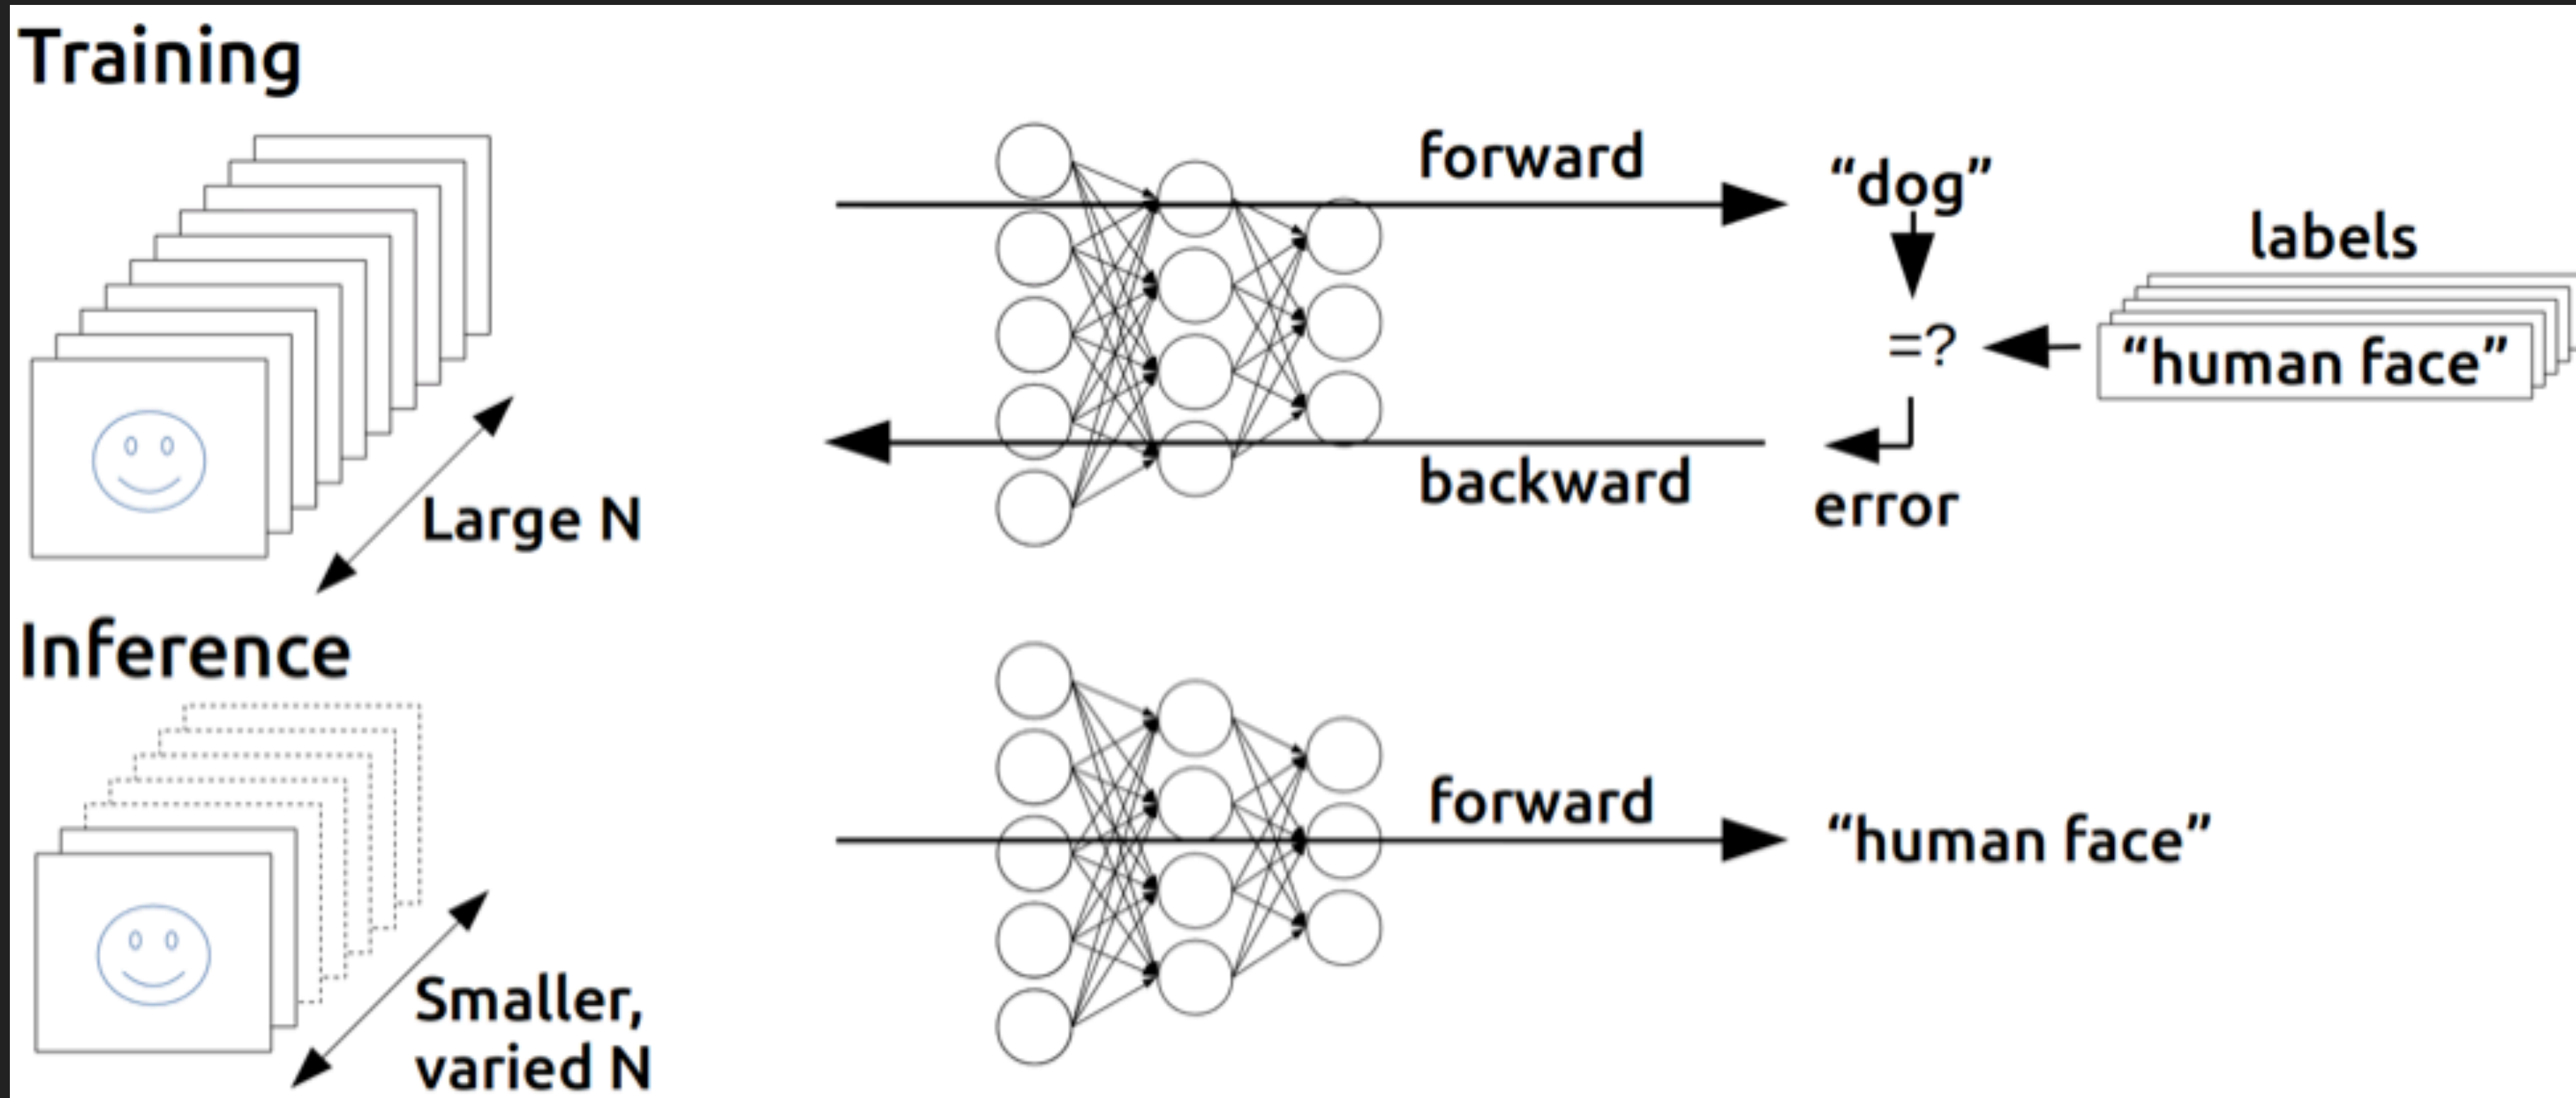 Training
forward
“dog”
labels
=?
“human face”
backward
error
Large N
Inference
forward
“human face”
Smaller,
varied N